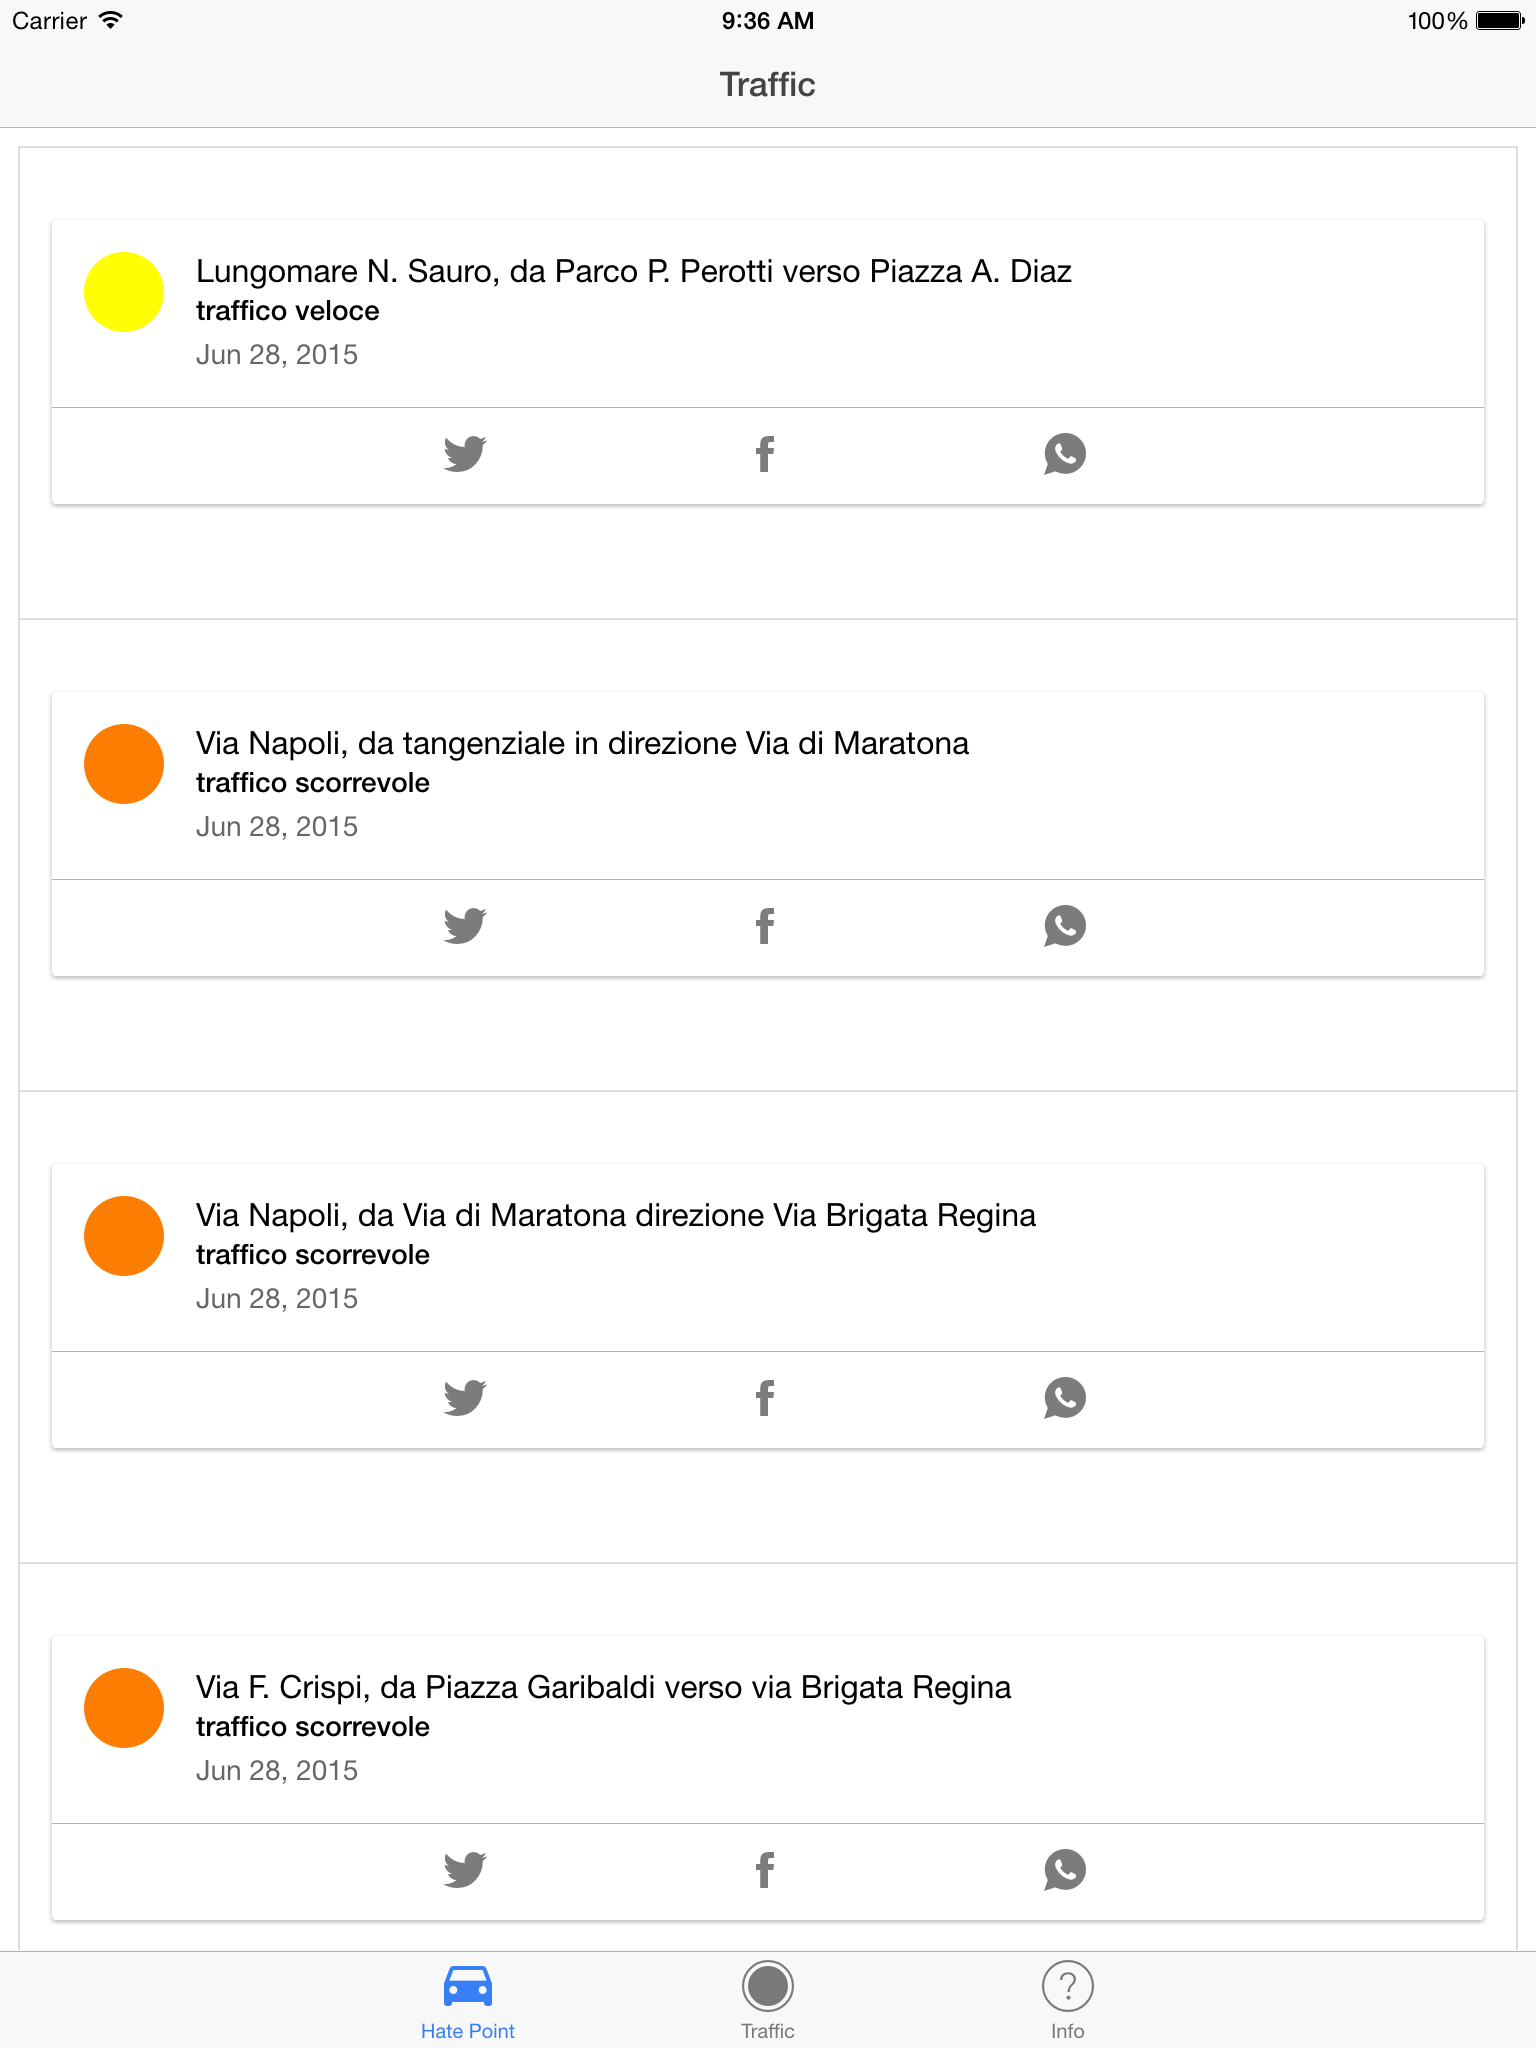 Carrier 9:36 AM 100%
Traffic
Lungomare N. Sauro, da Parco P. Perotti verso Piazza A. Diaz
traffico veloce
Jun 28, 2015
Via Napoli, da tangenziale in direzione Via di Maratona
traffico scorrevole
Jun 28, 2015
Via Napoli, da Via di Maratona direzione Via Brigata Regina
traffico scorrevole
Jun 28, 2015
Via F. Crispi, da Piazza Garibaldi verso via Brigata Regina
traffico scorrevole
Jun 28, 2015
Hate Point Traffic Info